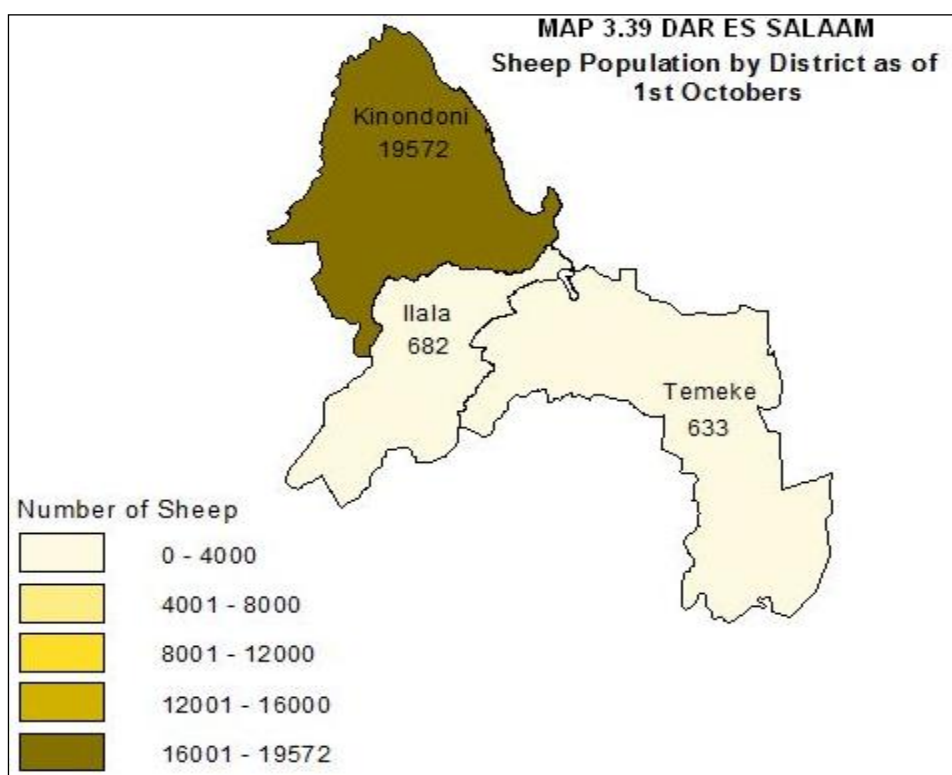 MAP 3.39 DAR ES SALAAM
Sheep Population by District as of
1st Octobers
Kinondoni
19572
Ilala
682
Temeke
633
Number of Sheep
0 - 4000
4001 - 8000
8001 - 12000
12001 - 16000
16001 - 19572